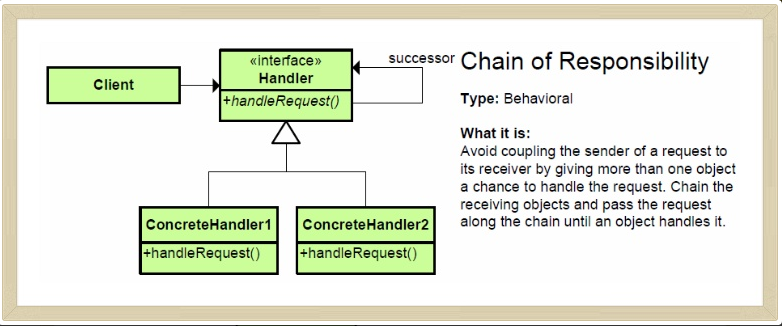 «interface»
Handler
+handleRequest()
successor
Client
ConcreteHandler1
+handleRequest()
ConcreteHandler2
+handleRequest()
Chain of Responsibility
Type: Behavioral
What it is:
Avoid coupling the sender of a request to
its receiver by giving more than one object
a chance to handle the request. Chain the
receiving objects and pass the request
along the chain until an object handles it.